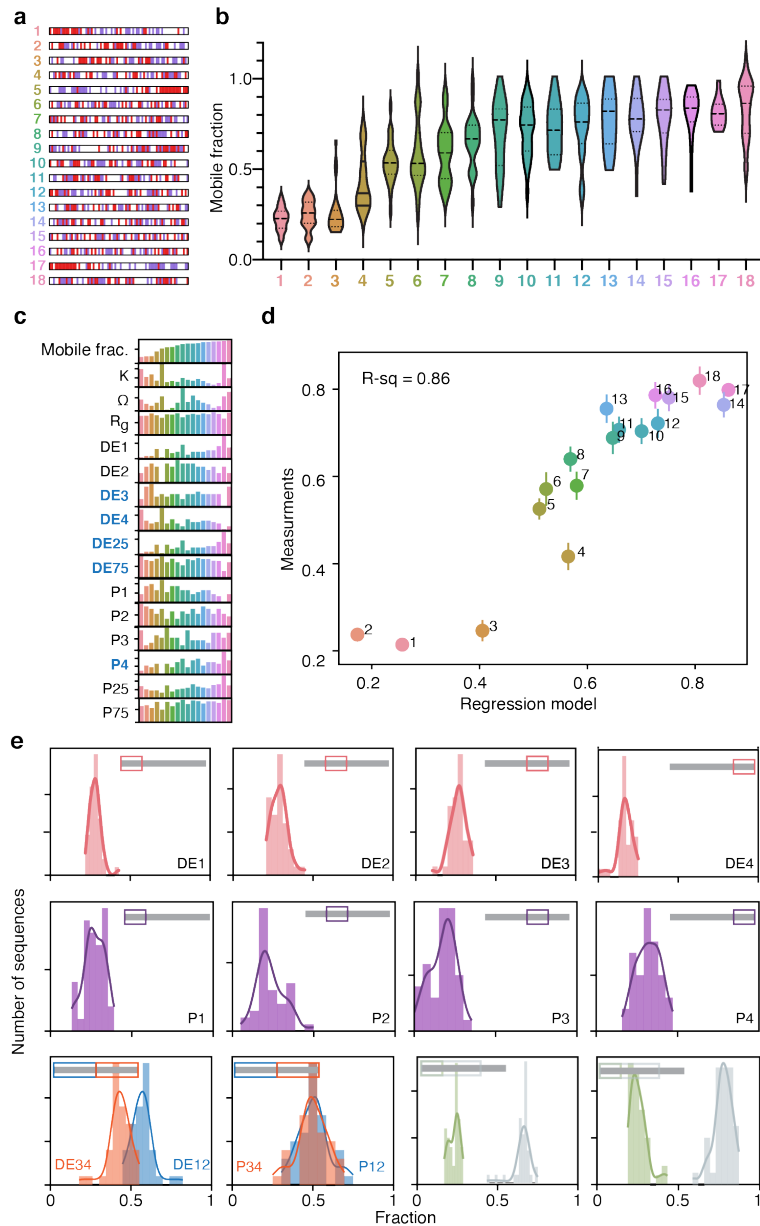 a
1
2
3
4
5
6
7
8
9
10
11
12
13
14
15
16
17
18
b
Mobile fraction
1.0
0.5
0.0
1 2 3 4 5 6 7 8 9 10 11 12 13 14 15 16 17 18
c
Mobile frac.
K
Ω
Rg
DE1
DE2
DE3
DE4
DE25
DE75
P1
P2
P3
P4
P25
P75
d
R-sq = 0.86
Measurments
0.8
0.6
0.4
0.2
18
17
16
15
14
13
12
11
10
9
8
7
6
5
4
3
2
1
0.2 0.4 0.6 0.8
Regression model
e
Number of sequences
DE1 DE2 DE3 DE4
P1 P2 P3 P4
DE34 DE12 P34 P12
0 0.5 1 0 0.5 1 0 0.5 1 0 0.5 1
Fraction